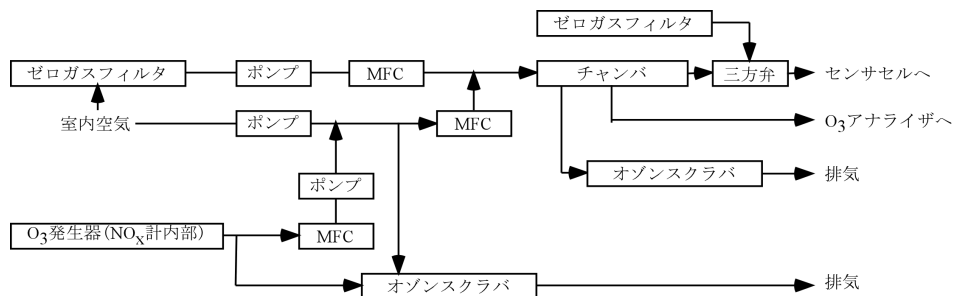 ゼロガスフィルタ
ゼロガスフィルタ
ポンプ
MFC
チャンバ
三方弁
センサセルへ
室内空気
ポンプ
MFC
O3アナライザへ
ポンプ
オゾンスクラバ
排気
O3発生器(NOX計内部)
MFC
オゾンスクラバ
排気